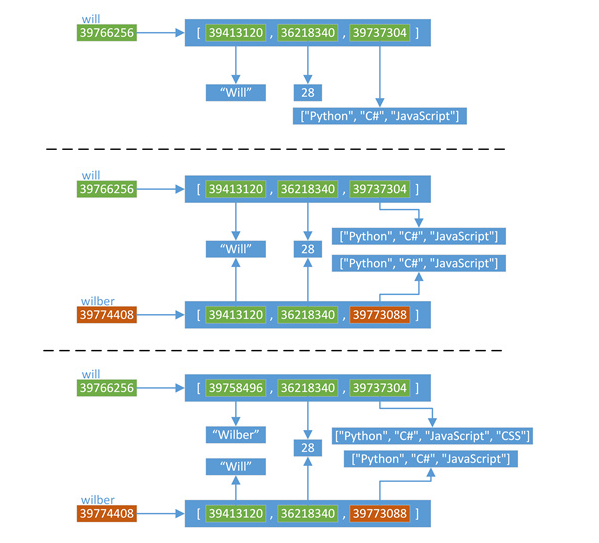 will
39766256
[ 39413120 , 36218340 , 39737304 ]
“Will”
28
["Python", "C#", "JavaScript"]
will
39766256
[ 39413120 , 36218340 , 39737304 ]
["Python", "C#", "JavaScript"]
“Will”
28
["Python", "C#", "JavaScript"]
wilber
39774408
[ 39413120 , 36218340 , 39773088 ]
will
39766256
[ 39758496 , 36218340 , 39737304 ]
“Wilber”
["Python", "C#", "JavaScript", "CSS"]
28
["Python", "C#", "JavaScript"]
“Will”
wilber
39774408
[ 39413120 , 36218340 , 39773088 ]